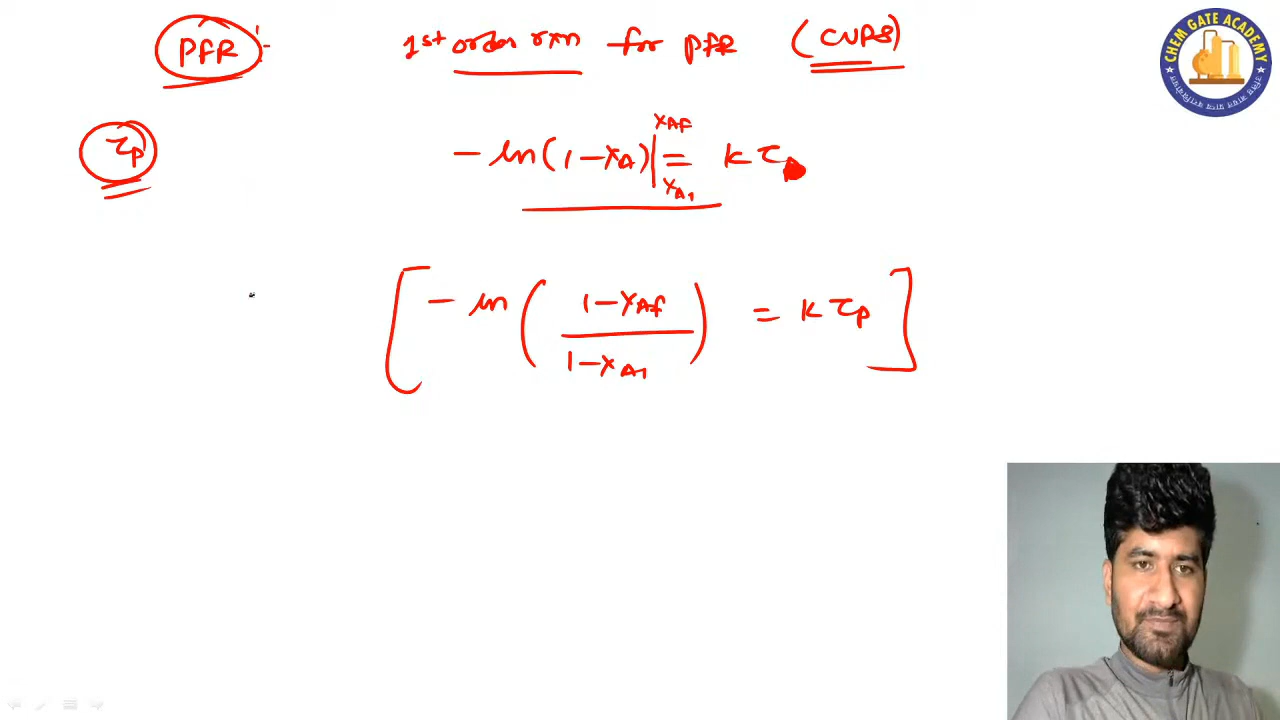 PFR :- 1st order rxn for PFR (CVRS)
CHEM GATE ACADEMY
τP
- ln(1-XA)|XAf XA1 = K τP
[- ln( 1-XAf / 1-XA1 ) = K τP]